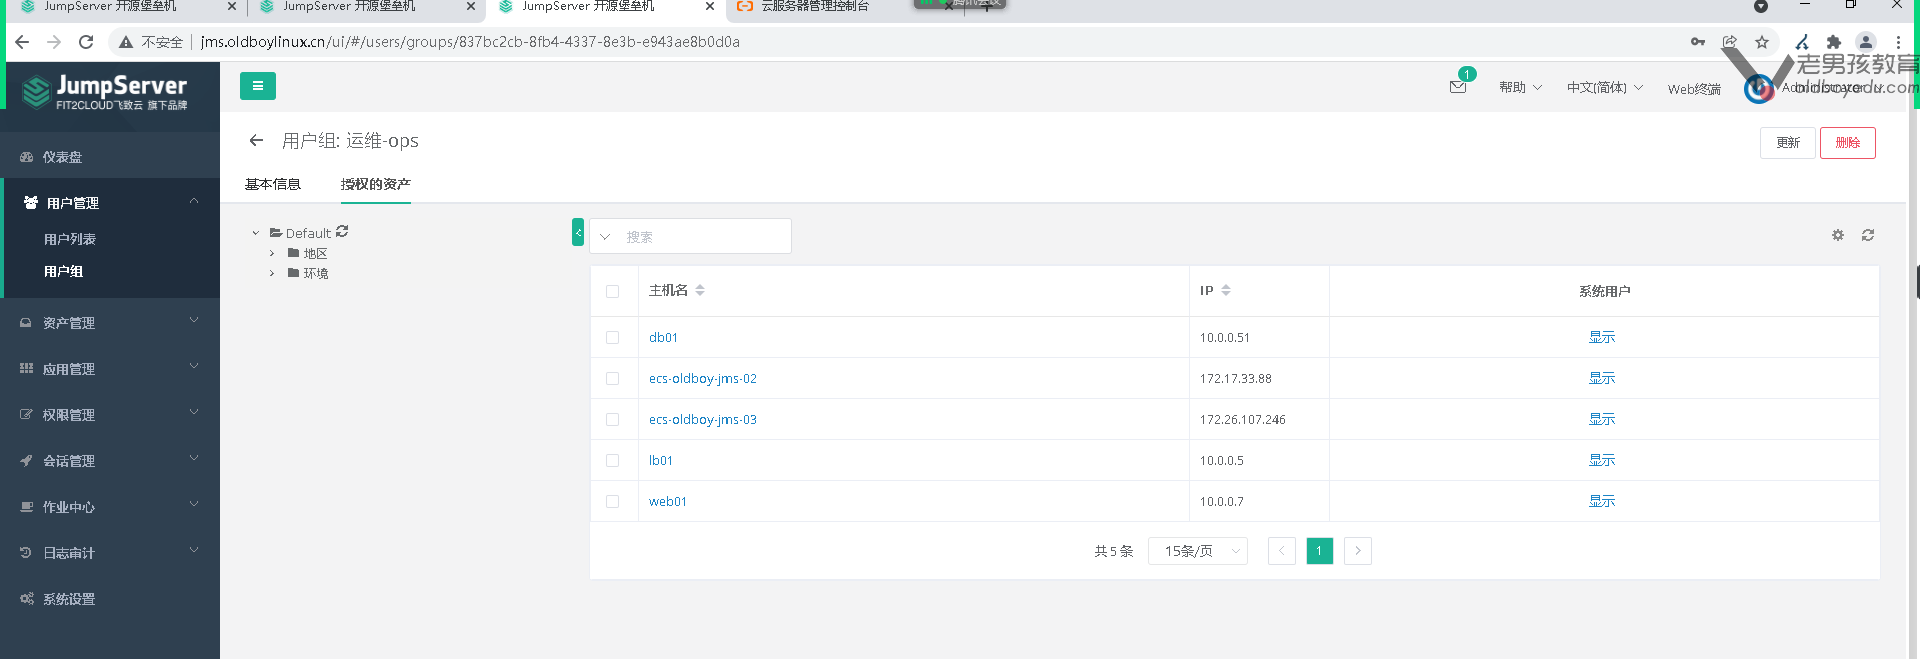 JumpServer 开源堡垒机
JumpServer 开源堡垒机
JumpServer 开源堡垒机
云服务器管理控制台
腾讯会议
不安全
jms.oldboylinux.cn/ui/#/users/groups/837bc2cb-8fb4-4337-8e3b-e943ae8b0d0a
老男孩教育
oldboyedu.com
JumpServer
FIT2CLOUD飞致云 旗下品牌
1
帮助
中文(简体)
Web终端
用户组: 运维-ops
更新
删除
基本信息
授权的资产
仪表盘
用户管理
用户列表
用户组
资产管理
应用管理
权限管理
会话管理
作业中心
日志审计
系统设置
Default
地区
环境
搜索
主机名
IP
系统用户
db01
10.0.0.51
显示
ecs-oldboy-jms-02
172.17.33.88
显示
ecs-oldboy-jms-03
172.26.107.246
显示
lb01
10.0.0.5
显示
web01
10.0.0.7
显示
共 5 条
15条/页
1